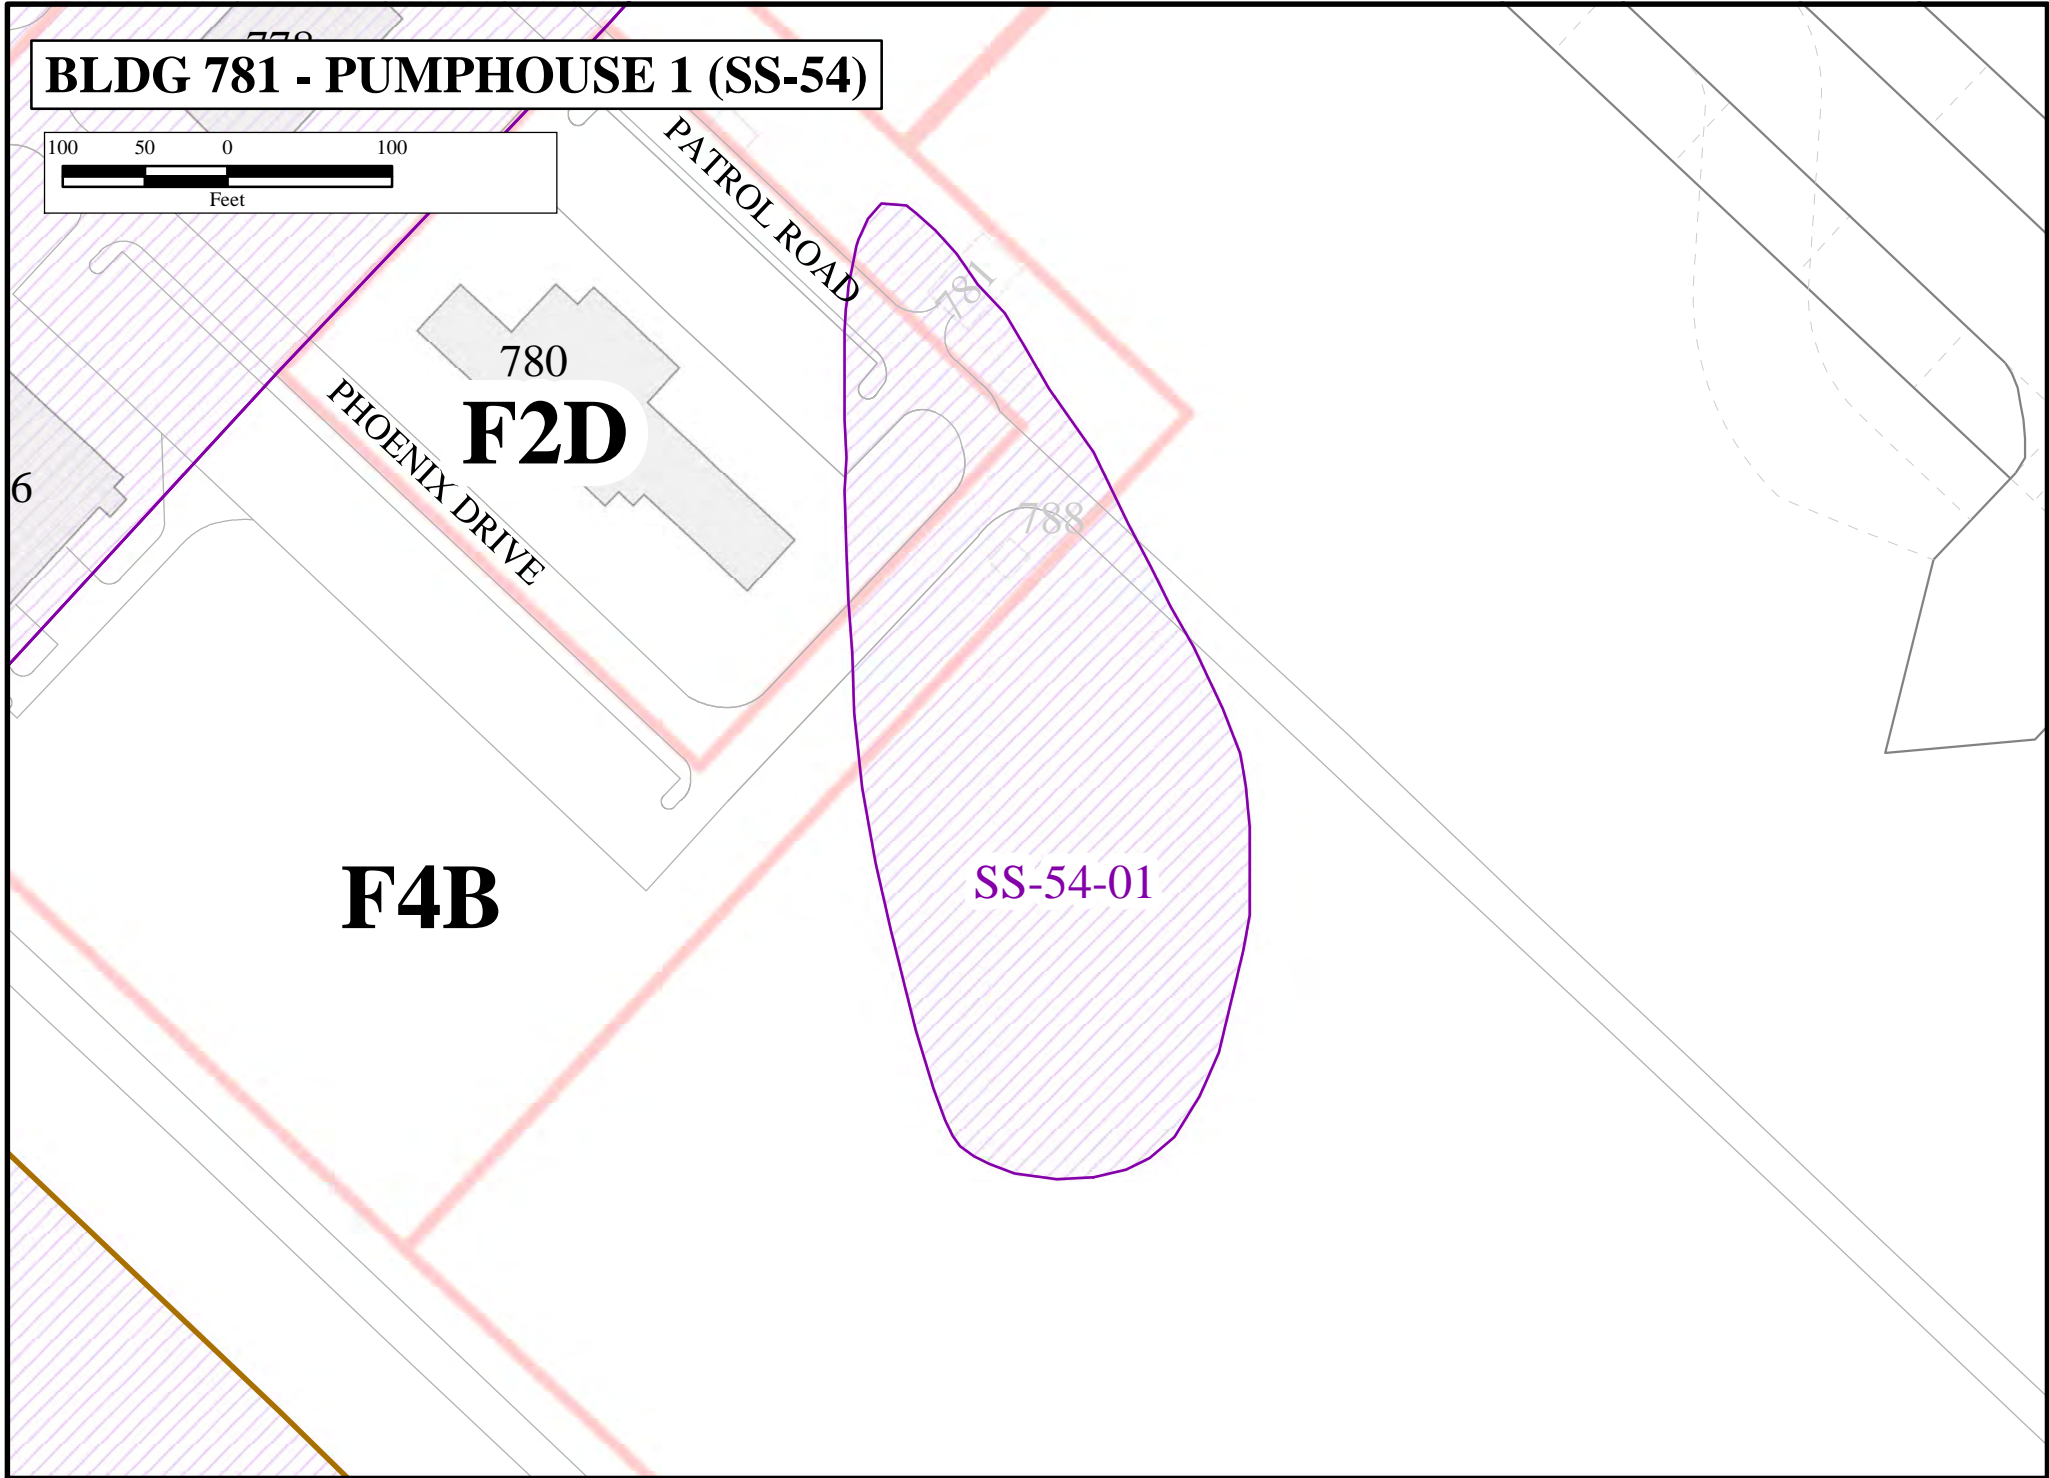 778
BLDG 781 - PUMPHOUSE 1 (SS-54)
100 50 0 100
Feet
PATROL ROAD
781
780
F2D
PHOENIX DRIVE
6
788
F4B
SS-54-01